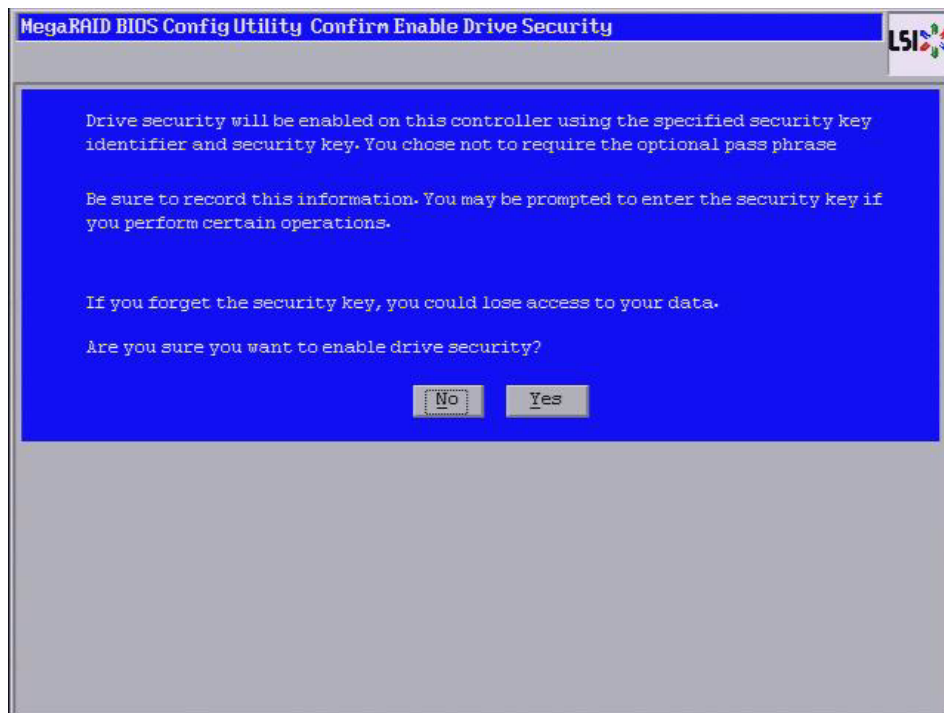 MegaRAID BIOS Config Utility Confirm Enable Drive Security
LSI
Drive security will be enabled on this controller using the specified security key
identifier and security key. You chose not to require the optional pass phrase
Be sure to record this information. You may be prompted to enter the security key if
you perform certain operations.
If you forget the security key, you could lose access to your data.
Are you sure you want to enable drive security?
No Yes